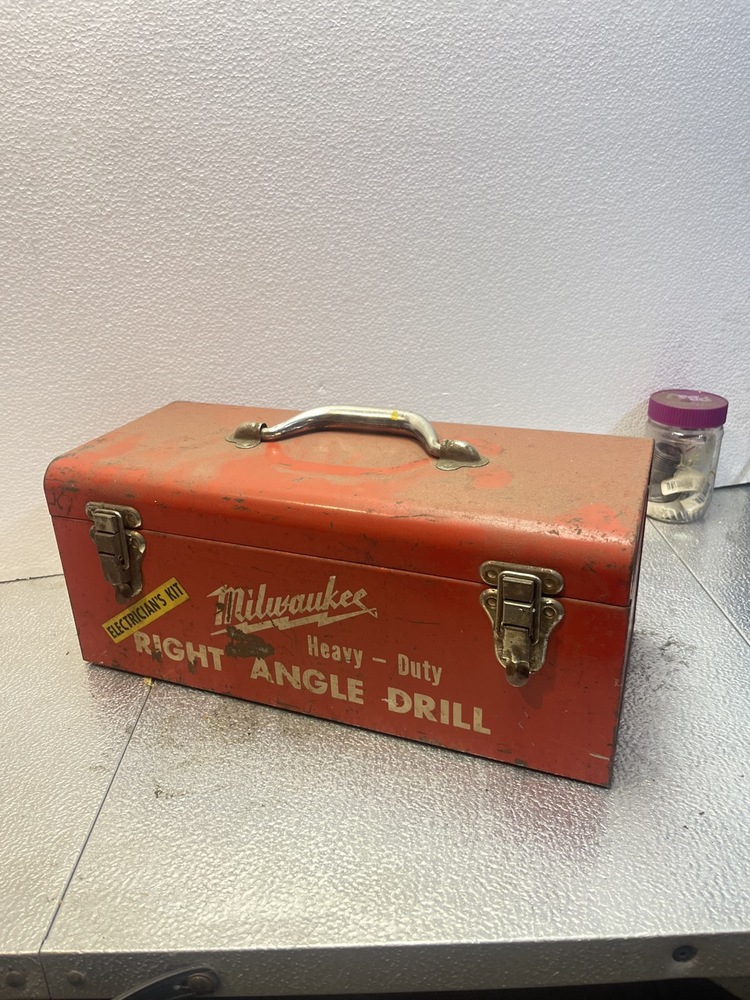 ELECTRICIAN'S KIT
Milwaukee
Heavy - Duty
RIGHT ANGLE DRILL